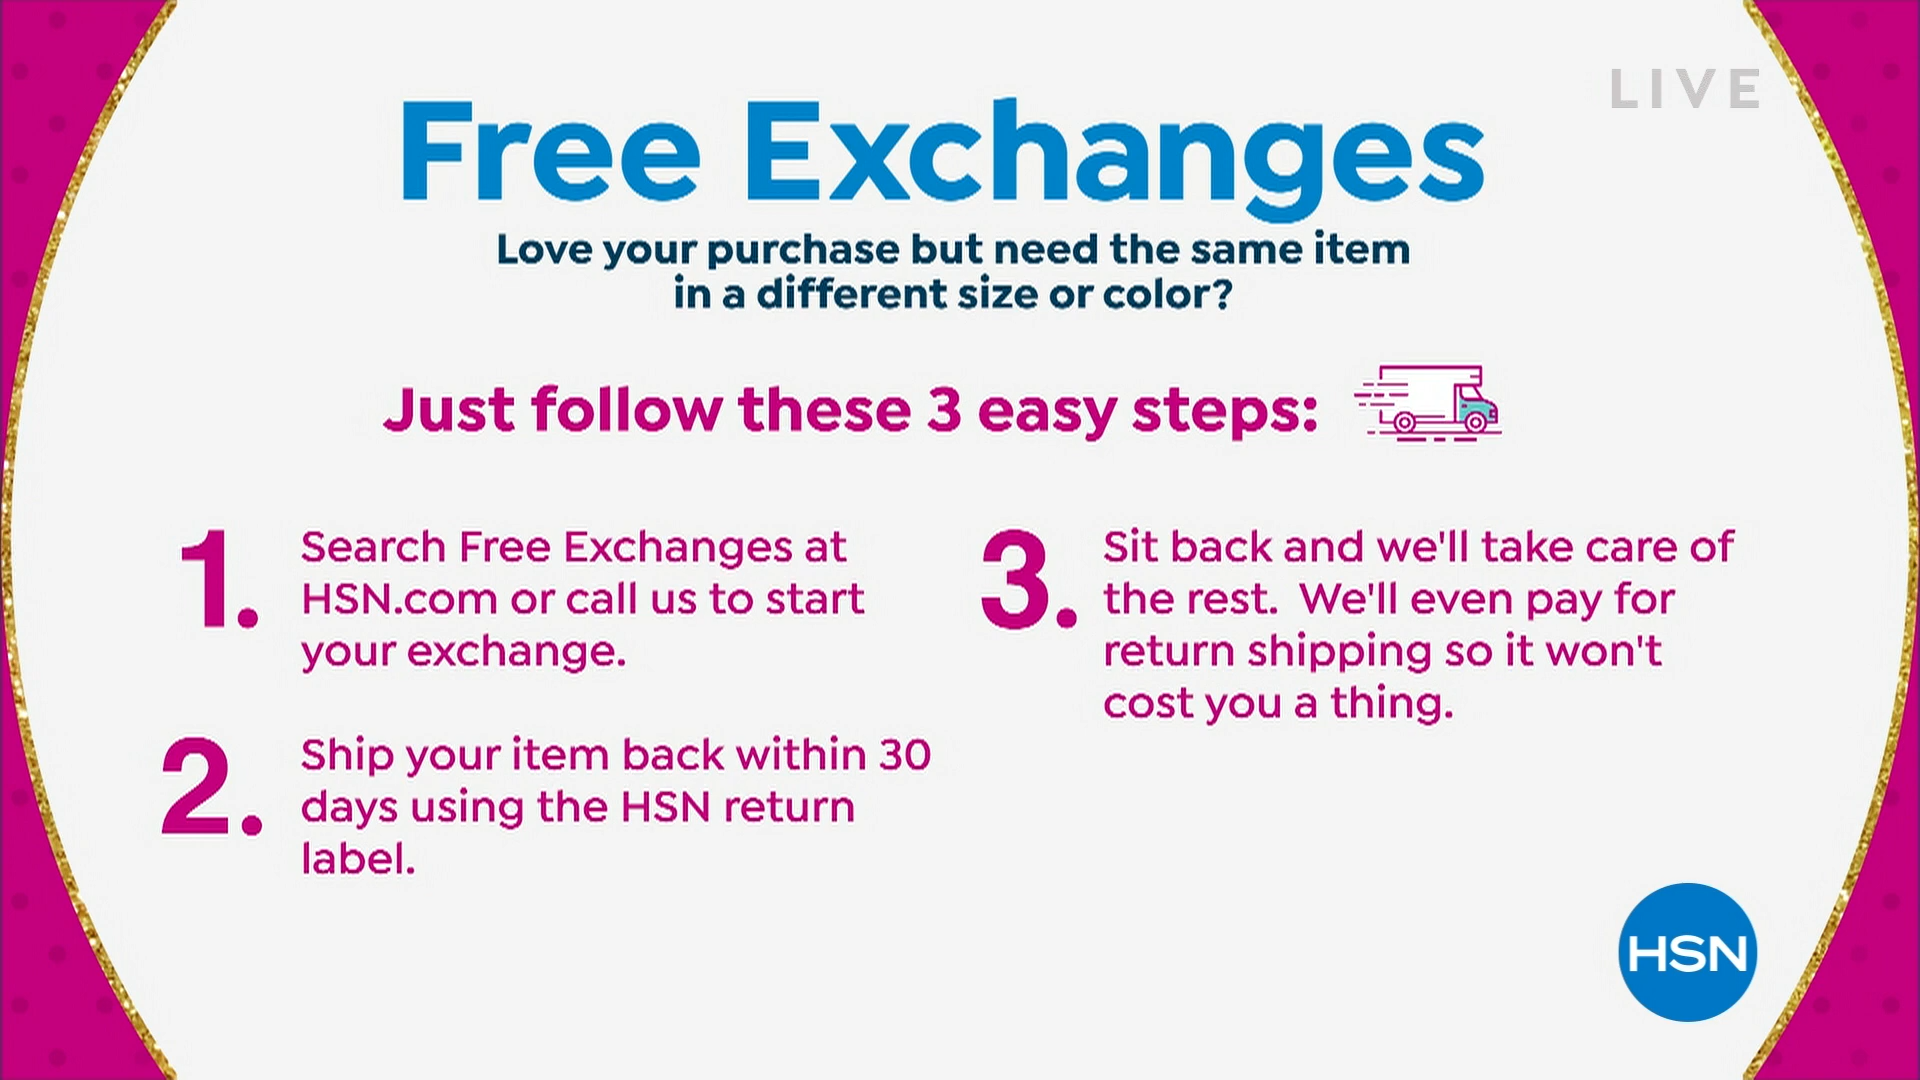 LIVE
Free Exchanges
Love your purchase but need the same item
in a different size or color?
Just follow these 3 easy steps:
1. Search Free Exchanges at
HSN.com or call us to start
your exchange.
2. Ship your item back within 30
days using the HSN return
label.
3. Sit back and we'll take care of
the rest.  We'll even pay for
return shipping so it won't
cost you a thing.
HSN